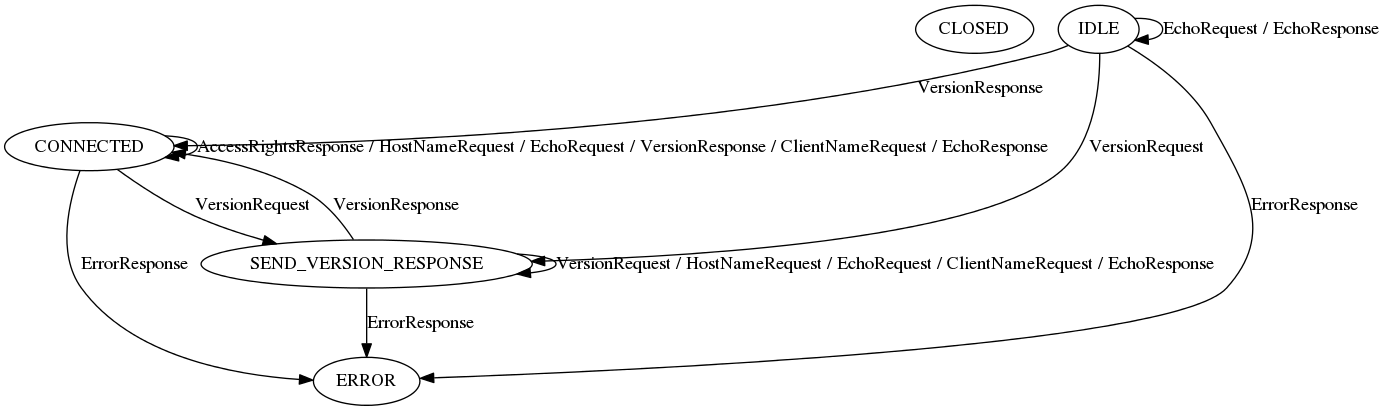 CLOSED
IDLE
EchoRequest / EchoResponse
VersionResponse
CONNECTED
AccessRightsResponse / HostNameRequest / EchoRequest / VersionResponse / ClientNameRequest / EchoResponse
VersionRequest
VersionRequest
VersionResponse
ErrorResponse
ErrorResponse
SEND_VERSION_RESPONSE
VersionRequest / HostNameRequest / EchoRequest / ClientNameRequest / EchoResponse
ErrorResponse
ERROR